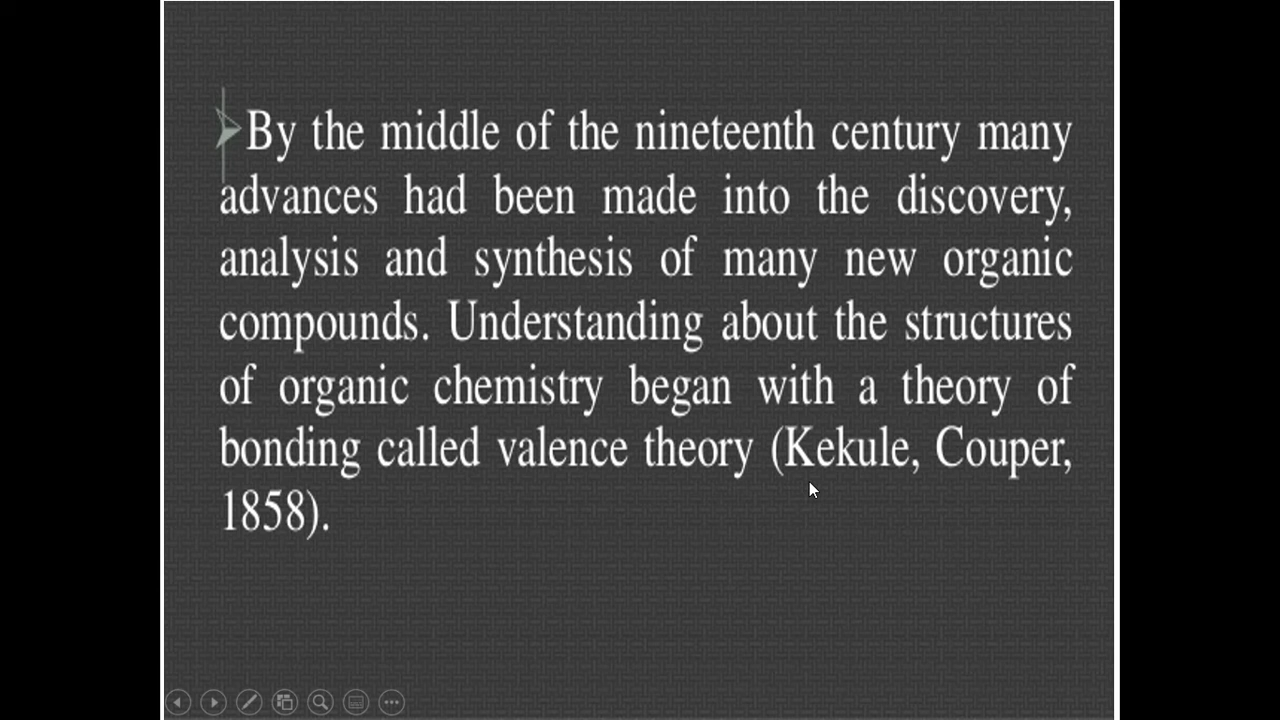 By the middle of the nineteenth century many
advances had been made into the discovery,
analysis and synthesis of many new organic
compounds. Understanding about the structures
of organic chemistry began with a theory of
bonding called valence theory (Kekule, Couper,
1858).